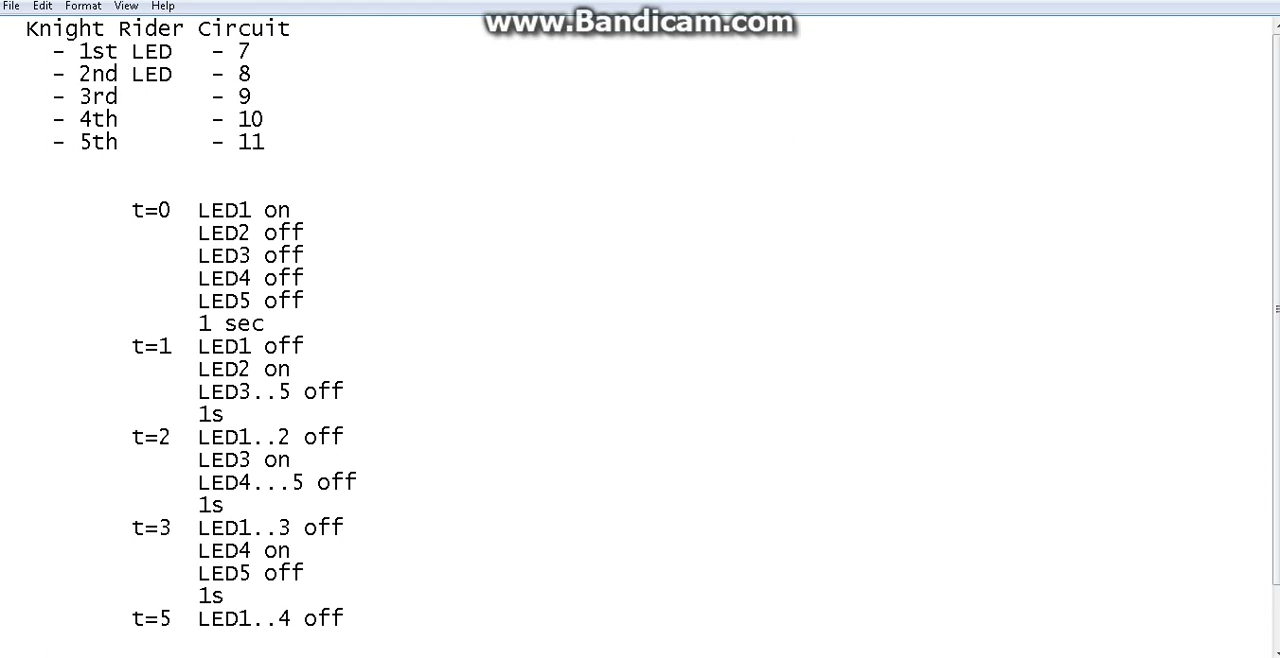 File Edit Format View Help
www.Bandicam.com
Knight Rider Circuit
- 1st LED - 7
- 2nd LED - 8
- 3rd - 9
- 4th - 10
- 5th - 11
t=0 LED1 on
LED2 off
LED3 off
LED4 off
LED5 off
1 sec
t=1 LED1 off
LED2 on
LED3..5 off
1s
t=2 LED1..2 off
LED3 on
LED4...5 off
1s
t=3 LED1..3 off
LED4 on
LED5 off
1s
t=5 LED1..4 off